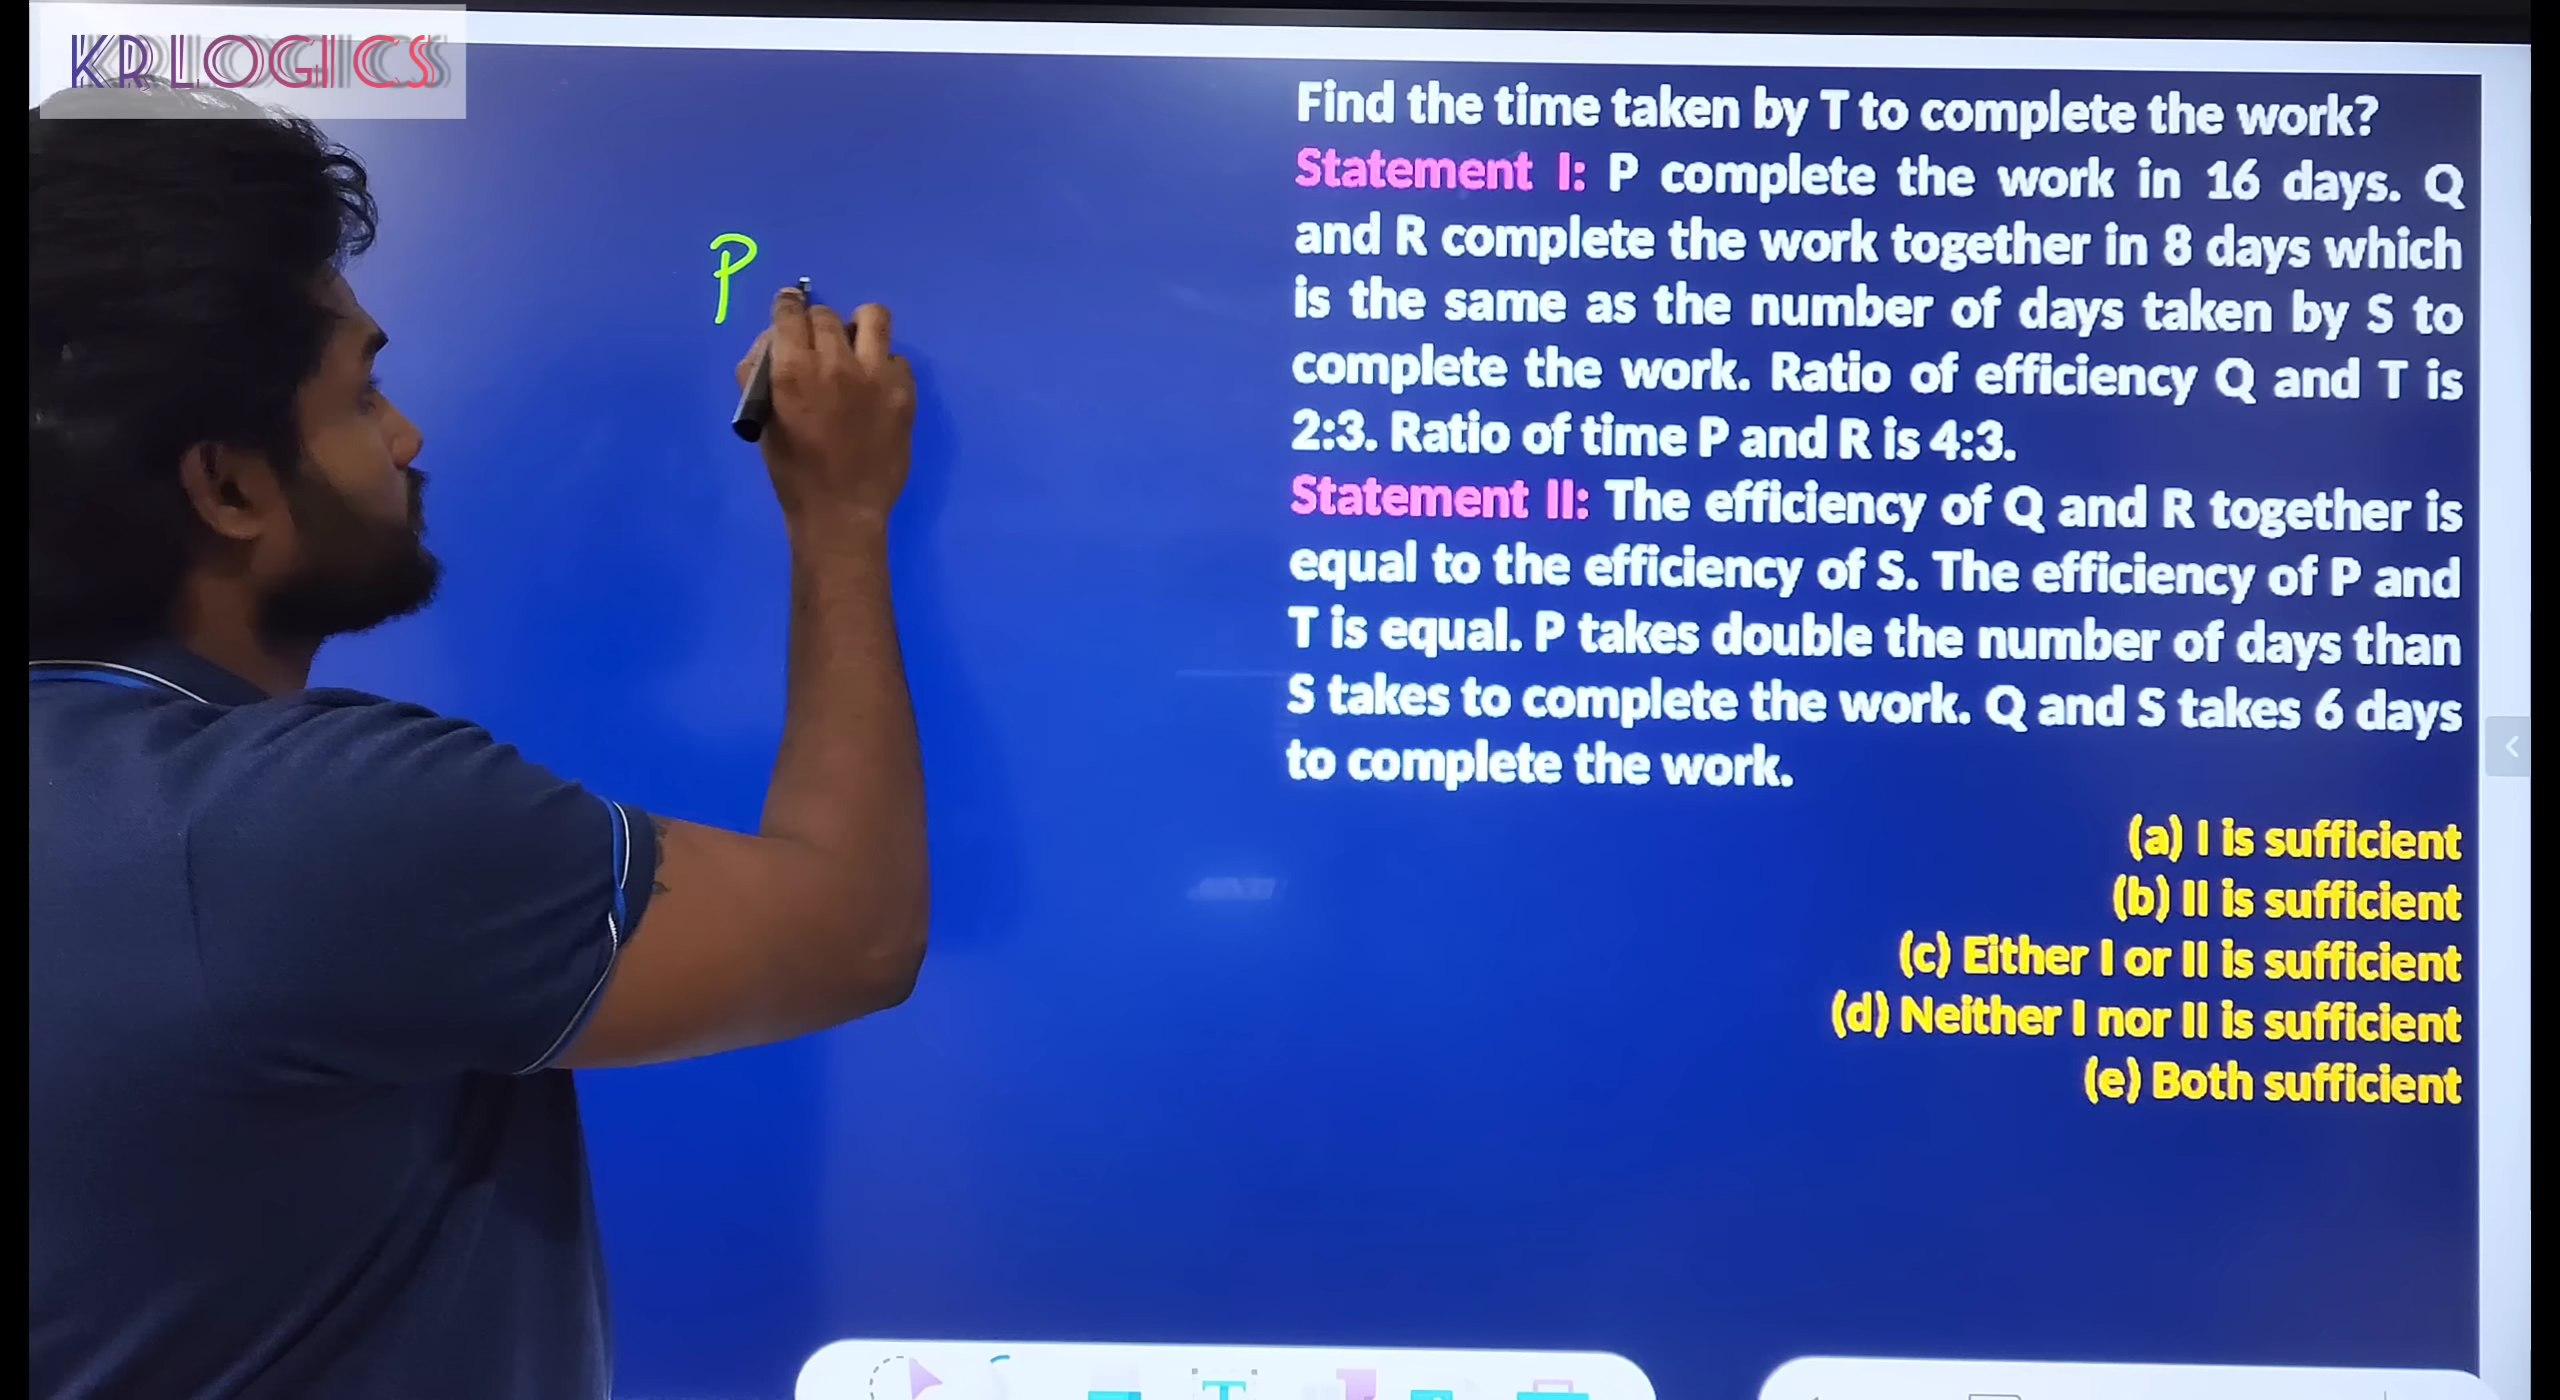 KR LOGICS
Find the time taken by T to complete the work?
Statement I: P complete the work in 16 days. Q
and R complete the work together in 8 days which
is the same as the number of days taken by S to
complete the work. Ratio of efficiency Q and T is
2:3. Ratio of time P and R is 4:3.
Statement II: The efficiency of Q and R together is
equal to the efficiency of S. The efficiency of P and
T is equal. P takes double the number of days than
S takes to complete the work. Q and S takes 6 days
to complete the work.
(a) I is sufficient
(b) II is sufficient
(c) Either I or II is sufficient
(d) Neither I nor II is sufficient
(e) Both sufficient
P
T